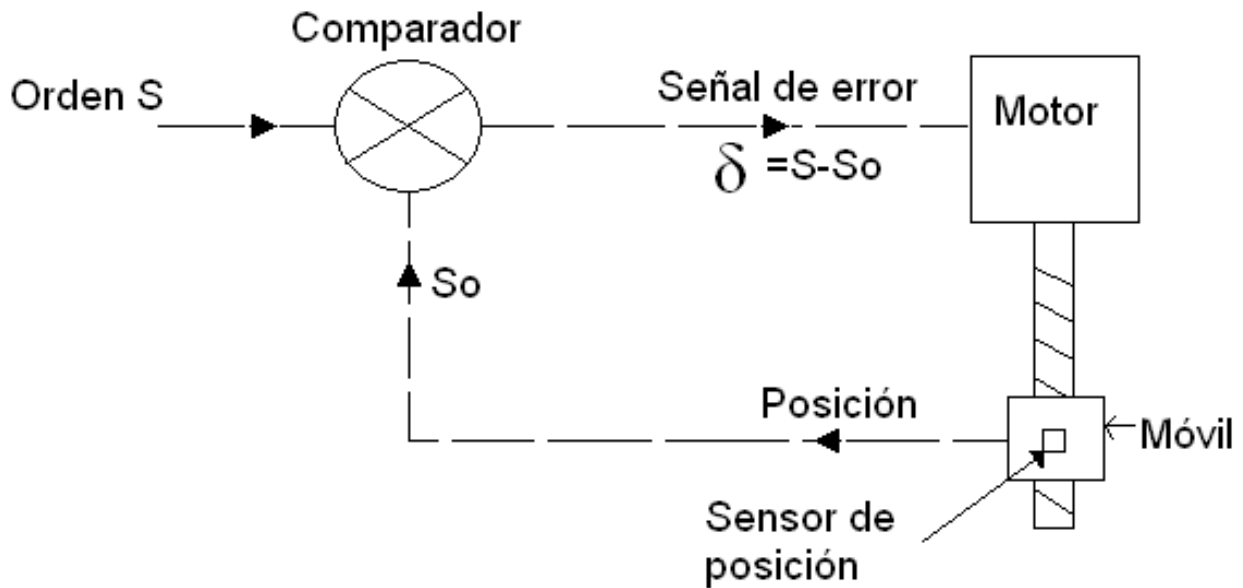 Comparador
Orden S
Señal de error
δ =S-So
Motor
So
Posición
Móvil
Sensor de
posición